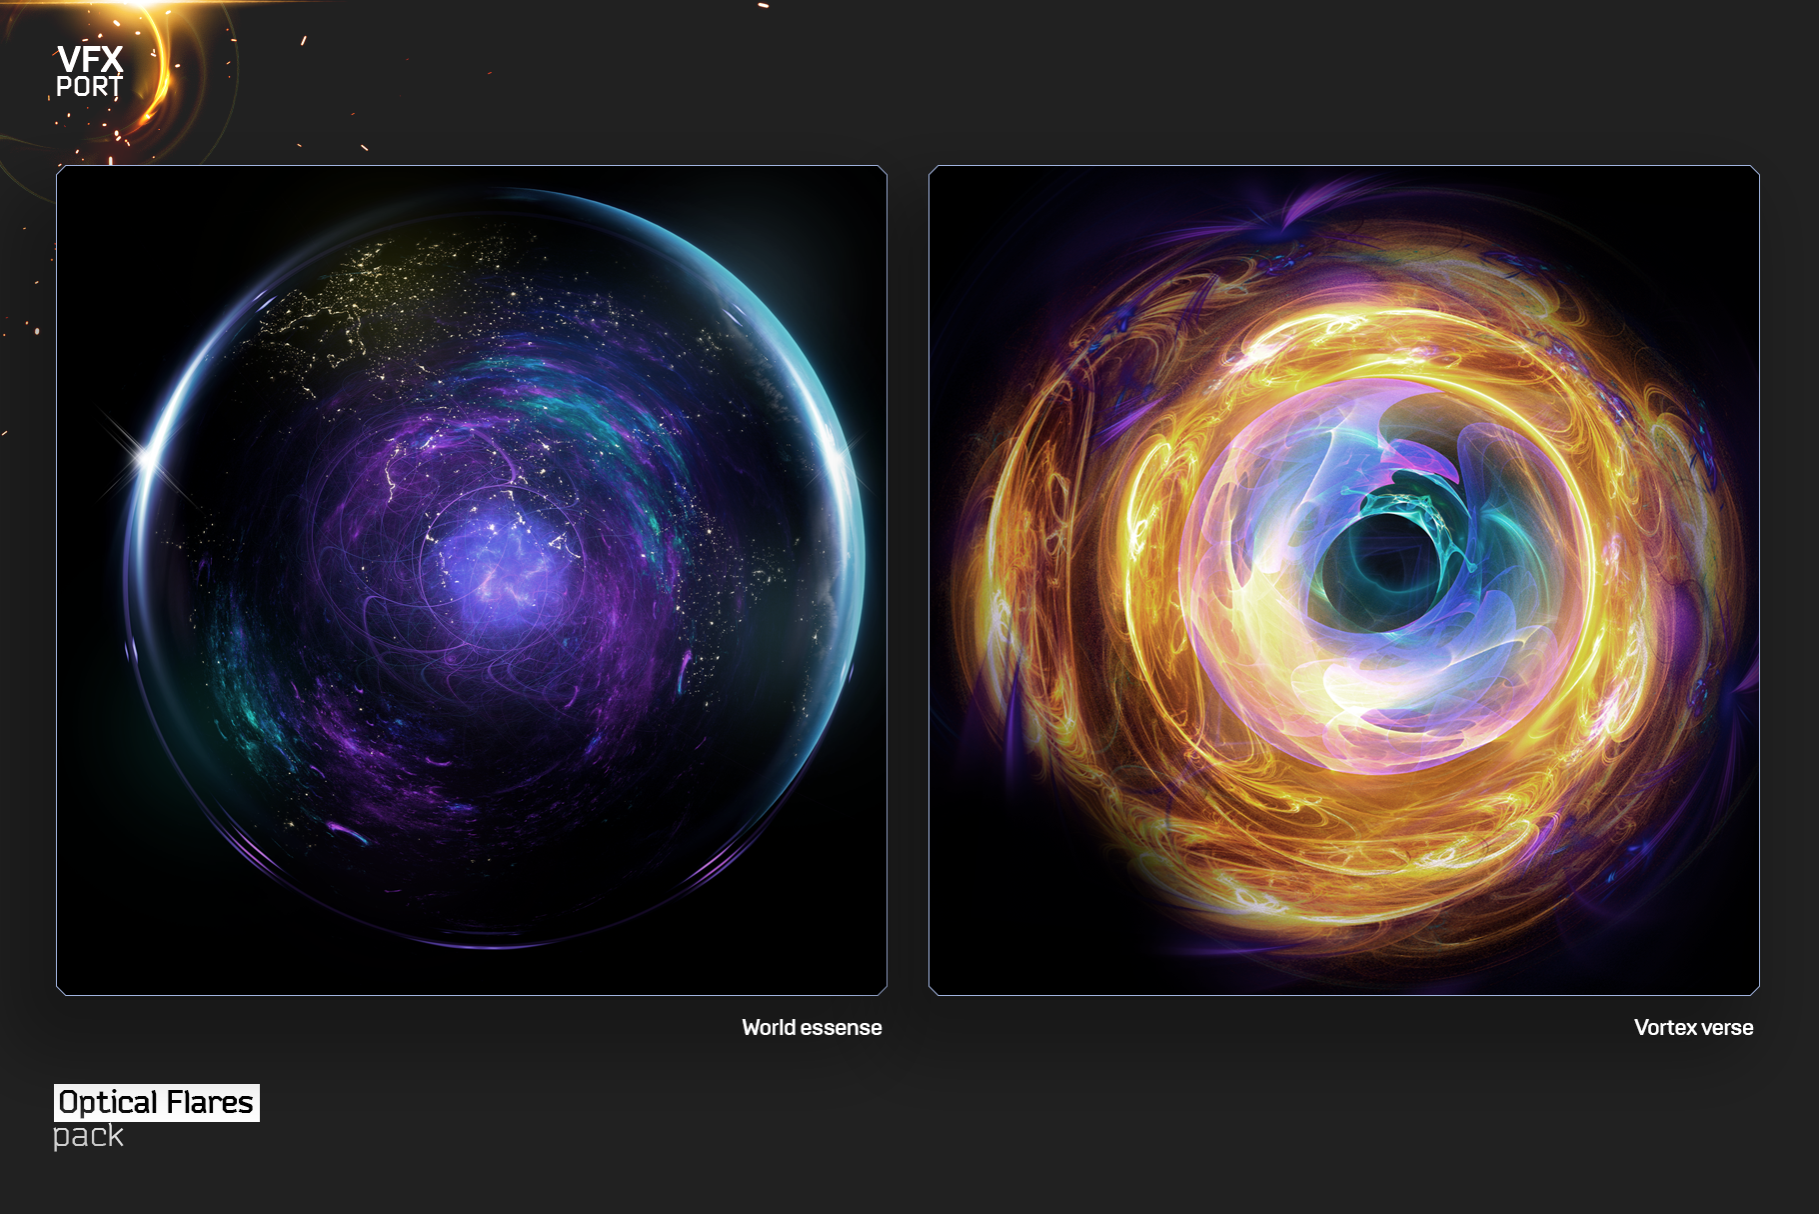 VFX
PORT
World essense
Vortex verse
Optical Flares
pack